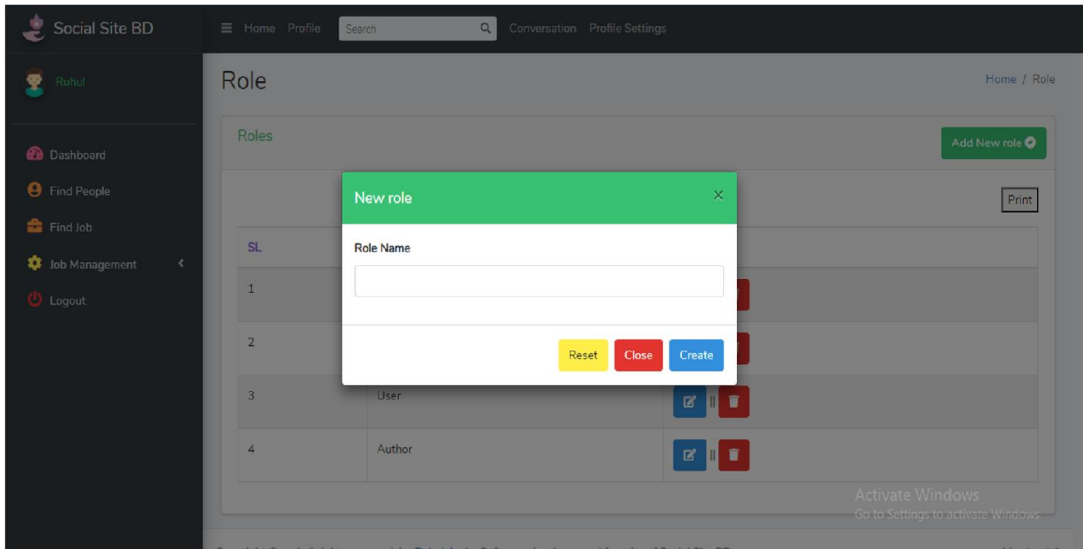 Social Site BD
Home Profile Search Conversation Profile Settings
Ruhul
Role
Home / Role
Dashboard
Find People
Find Job
Job Management
Logout
Roles
Add New role
Print
New role ×
Role Name
Reset Close Create
SL
1
2
3 User ||
4 Author ||
Activate Windows
Go to Settings to activate Windows.